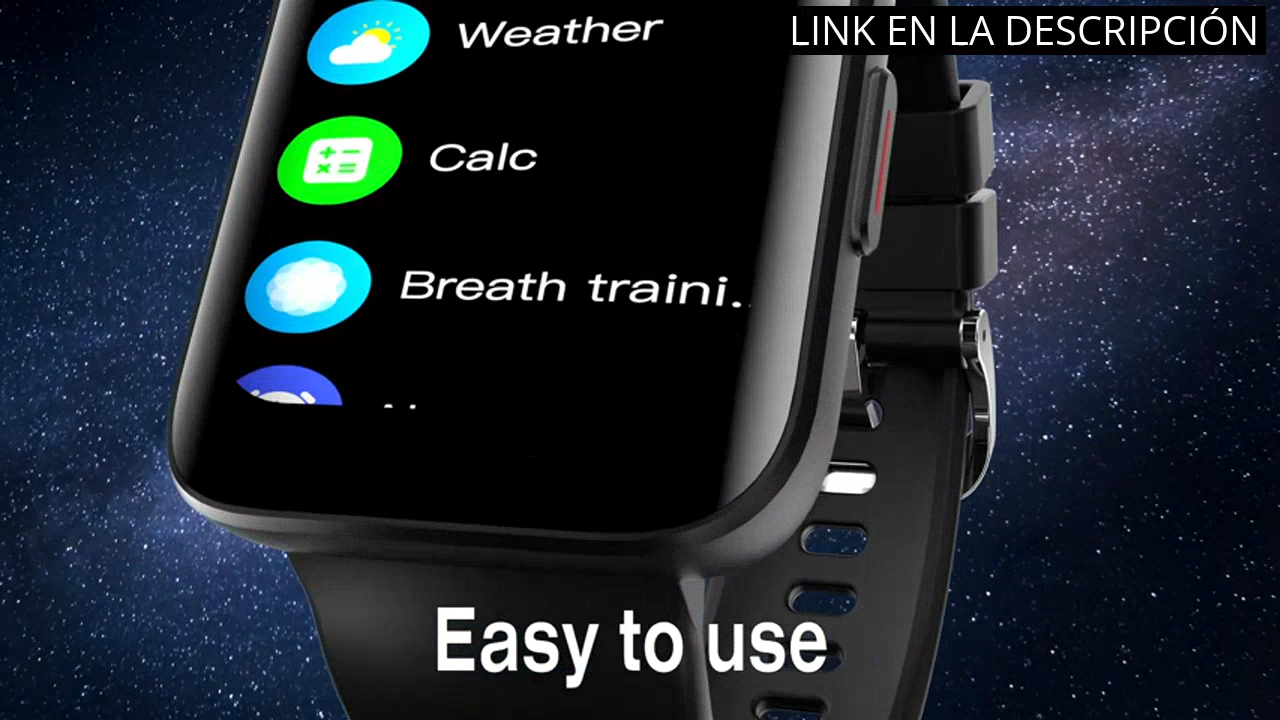 LINK EN LA DESCRIPCIÓN
Weather
Calc
Breath traini..
Easy to use